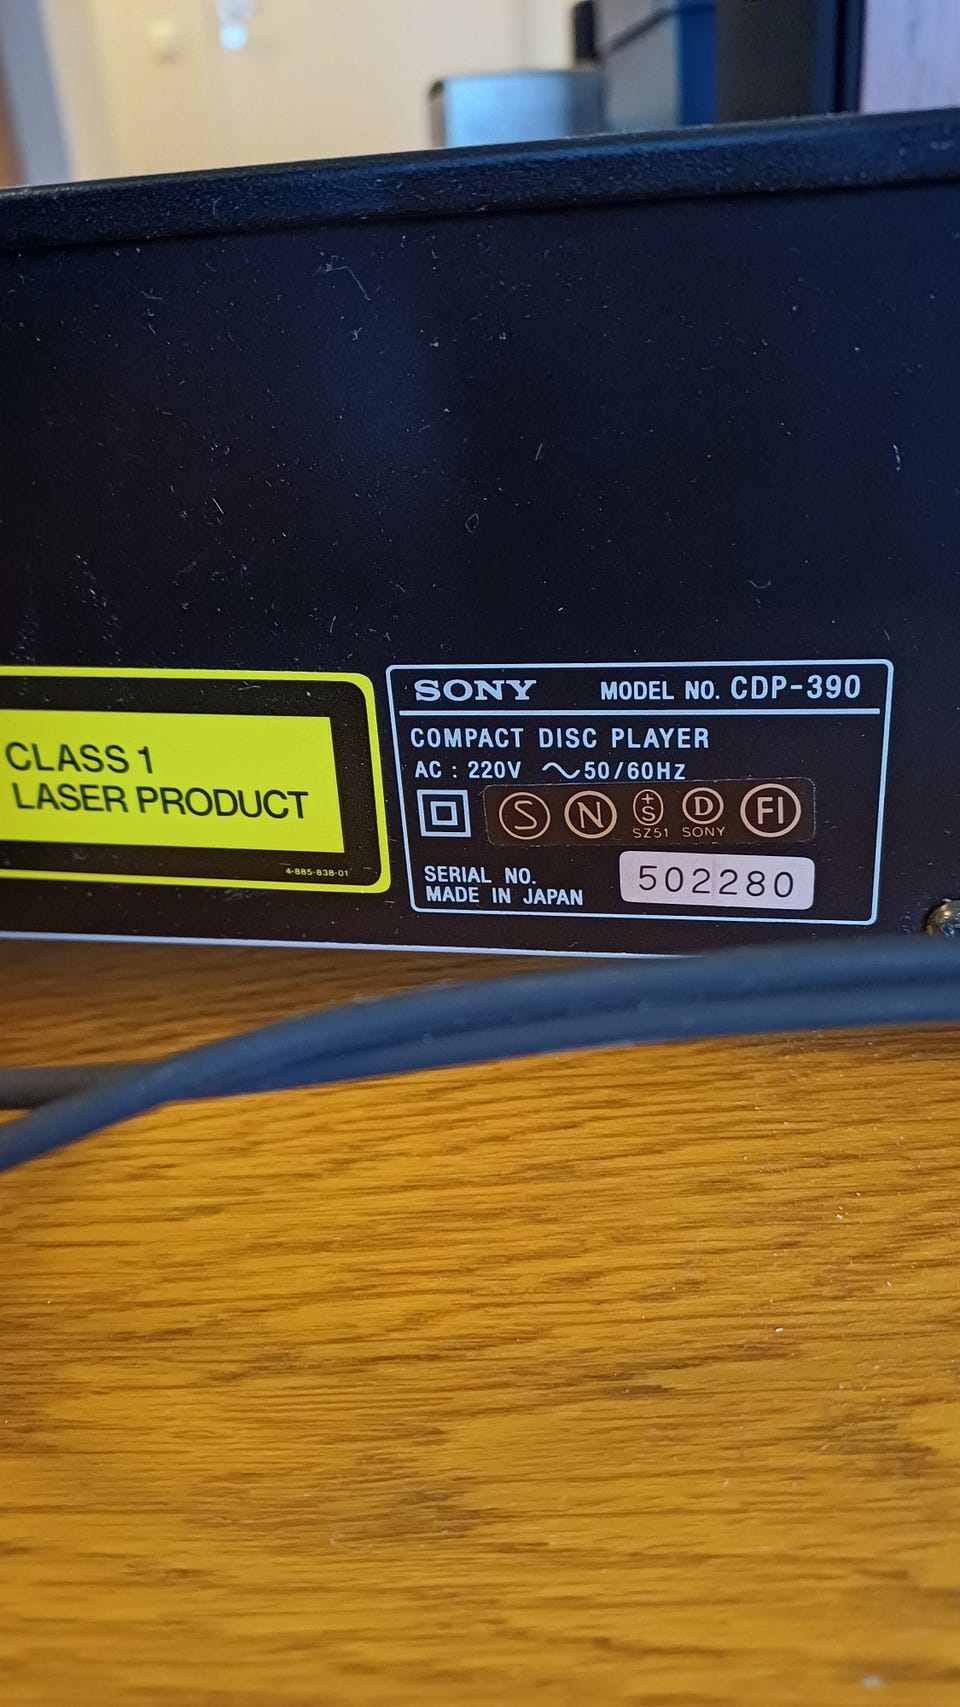 CLASS 1
LASER PRODUCT
4-885-838-01
SONY MODEL NO. CDP-390
COMPACT DISC PLAYER
AC : 220V ~50/60Hz
S N +S D FI
SZ51 SONY
SERIAL NO. 502280
MADE IN JAPAN